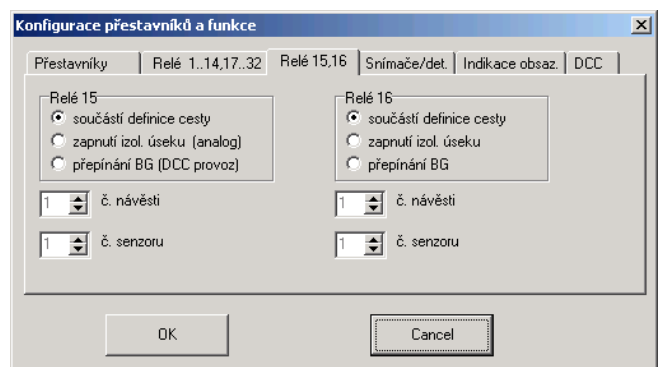 Konfigurace přestavníků a funkce
Přestavníky Relé 1..14,17..32 Relé 15,16 Snímače/det. Indikace obsaz. DCC
Relé 15
součástí definice cesty
zapnutí izol. úseku (analog)
přepínání BG (DCC provoz)
1 č. návěsti
1 č. senzoru
Relé 16
součástí definice cesty
zapnutí izol. úseku
přepínání BG
1 č. návěsti
1 č. senzoru
OK Cancel